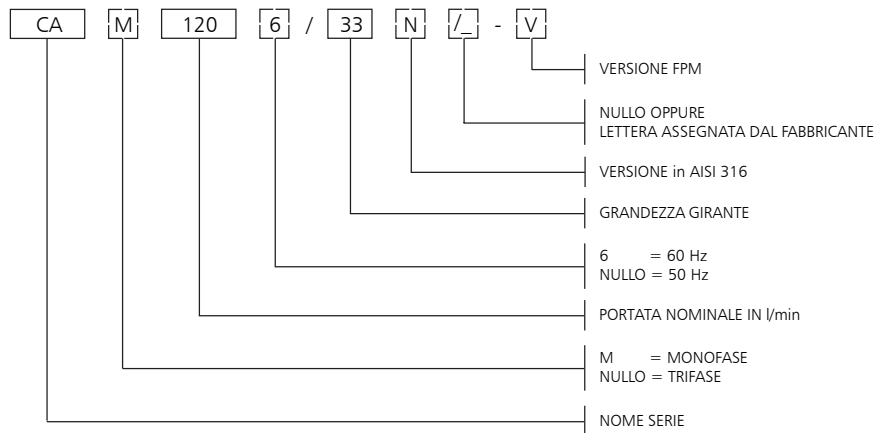 CA M 120 6 / 33 N /_ - V
VERSIONE FPM
NULLO OPPURE
LETTERA ASSEGNATA DAL FABBRICANTE
VERSIONE in AISI 316
GRANDEZZA GIRANTE
6 = 60 Hz
NULLO = 50 Hz
PORTATA NOMINALE IN l/min
M = MONOFASE
NULLO = TRIFASE
NOME SERIE